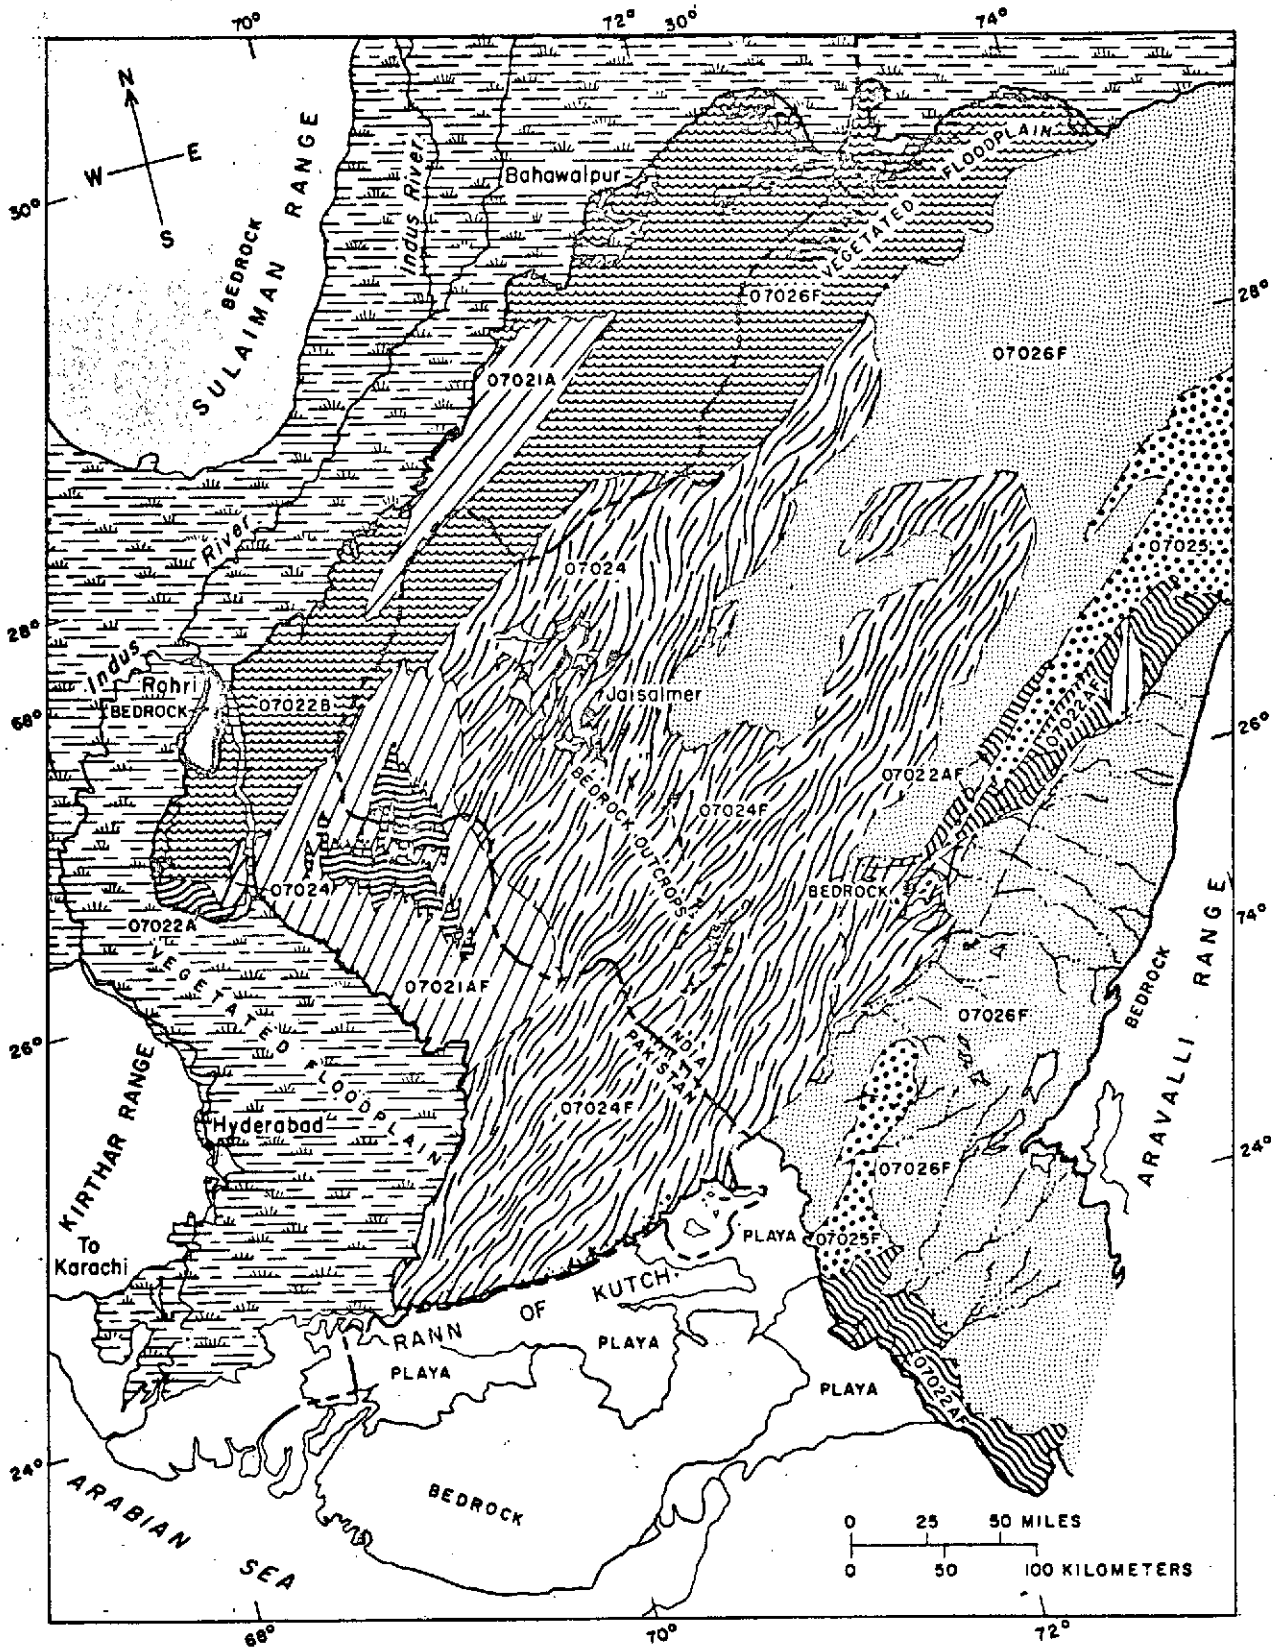 70°
72°
30°
74°
N
W
E
S
30°
BEDROCK
SULAIMAN RANGE
Indus River
Bahawalpur
VEGETATED FLOODPLAIN
07026F
28°
07026F
07021A
07025
River
07024
28°
Indus
Rohri
BEDROCK
68°
07022B
Jaisalmer
07022AF
26°
BEDROCK OUTCROPS
07024F
07022AF
07024
BEDROCK
07022A
VEGETATED FLOODPLAIN
07021AF
74°
BEDROCK
ARAVALLI RANGE
07026F
26°
INDIA
PAKISTAN
KIRTHAR RANGE
Hyderabad
07024F
07026F
24°
To
Karachi
PLAYA
07025F
RANN OF KUTCH
PLAYA
PLAYA
PLAYA
07022AF
24°
ARABIAN SEA
BEDROCK
0 25 50 MILES
0 50 100 KILOMETERS
68°
70°
72°